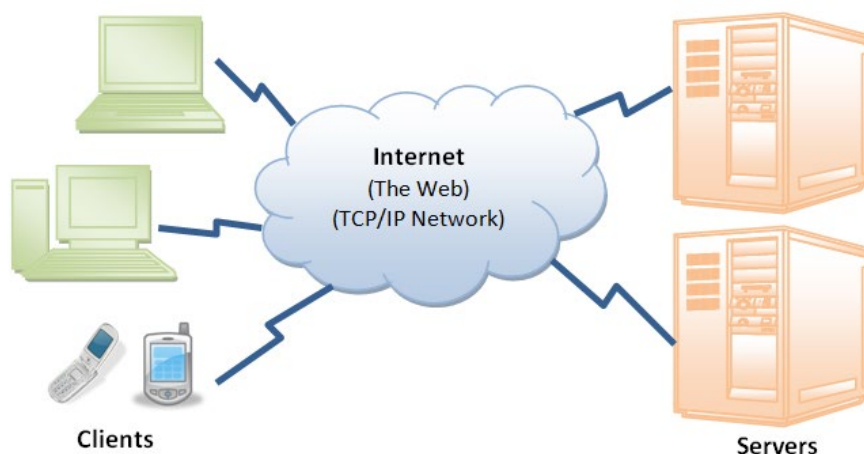 Internet
(The Web)
(TCP/IP Network)
Clients
Servers